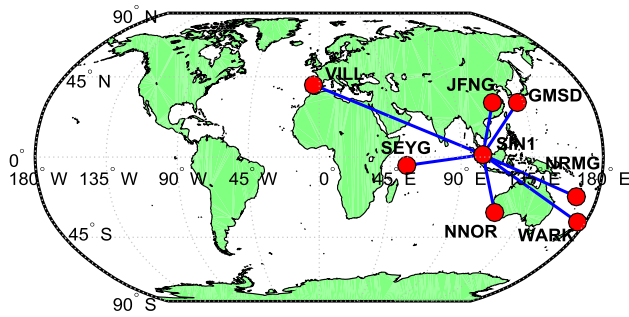 90° N
VILL
45° N
JFNG
GMSD
SEYG
SIN1
0°
NRMG
180° W 135° W 90° W 45° W 0° 45° E 90° E 135° E 180° E
NNOR
WARK
45° S
90° S